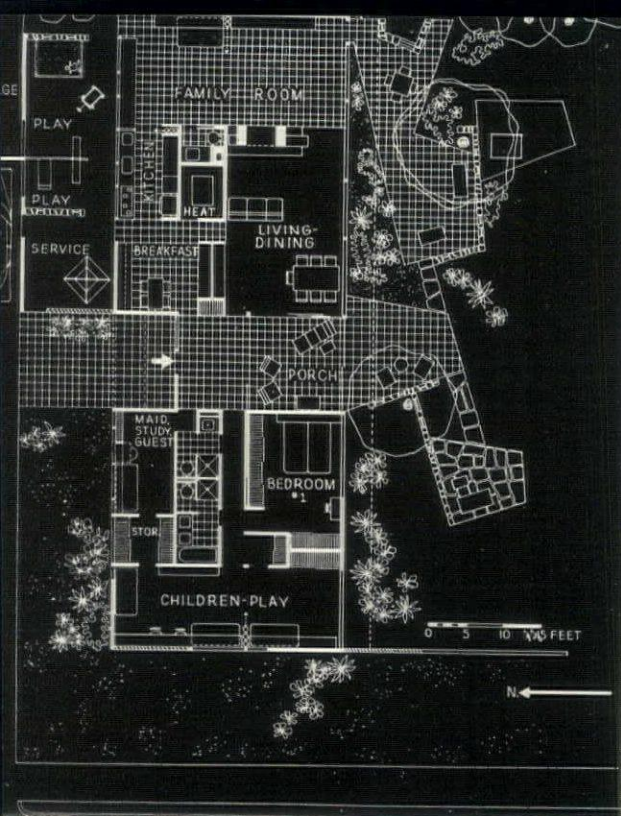 GE
FAMILY ROOM
PLAY
KITCHEN
PLAY
HEAT
LIVING-
DINING
SERVICE
BREAKFAST
PORCH
MAID,
STUDY,
GUEST
BEDROOM
#1
STOR
CHILDREN-PLAY
0 5 10 15 FEET
N